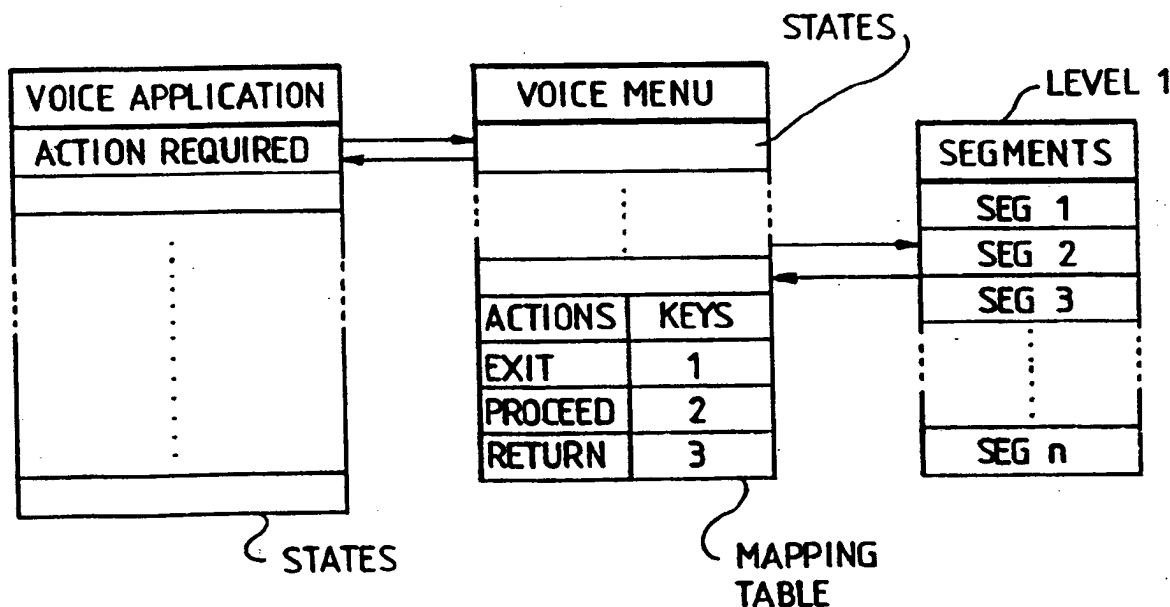 STATES
VOICE APPLICATION
ACTION REQUIRED
STATES
VOICE MENU
ACTIONS KEYS
EXIT 1
PROCEED 2
RETURN 3
MAPPING
TABLE
LEVEL 1
SEGMENTS
SEG 1
SEG 2
SEG 3
SEG n